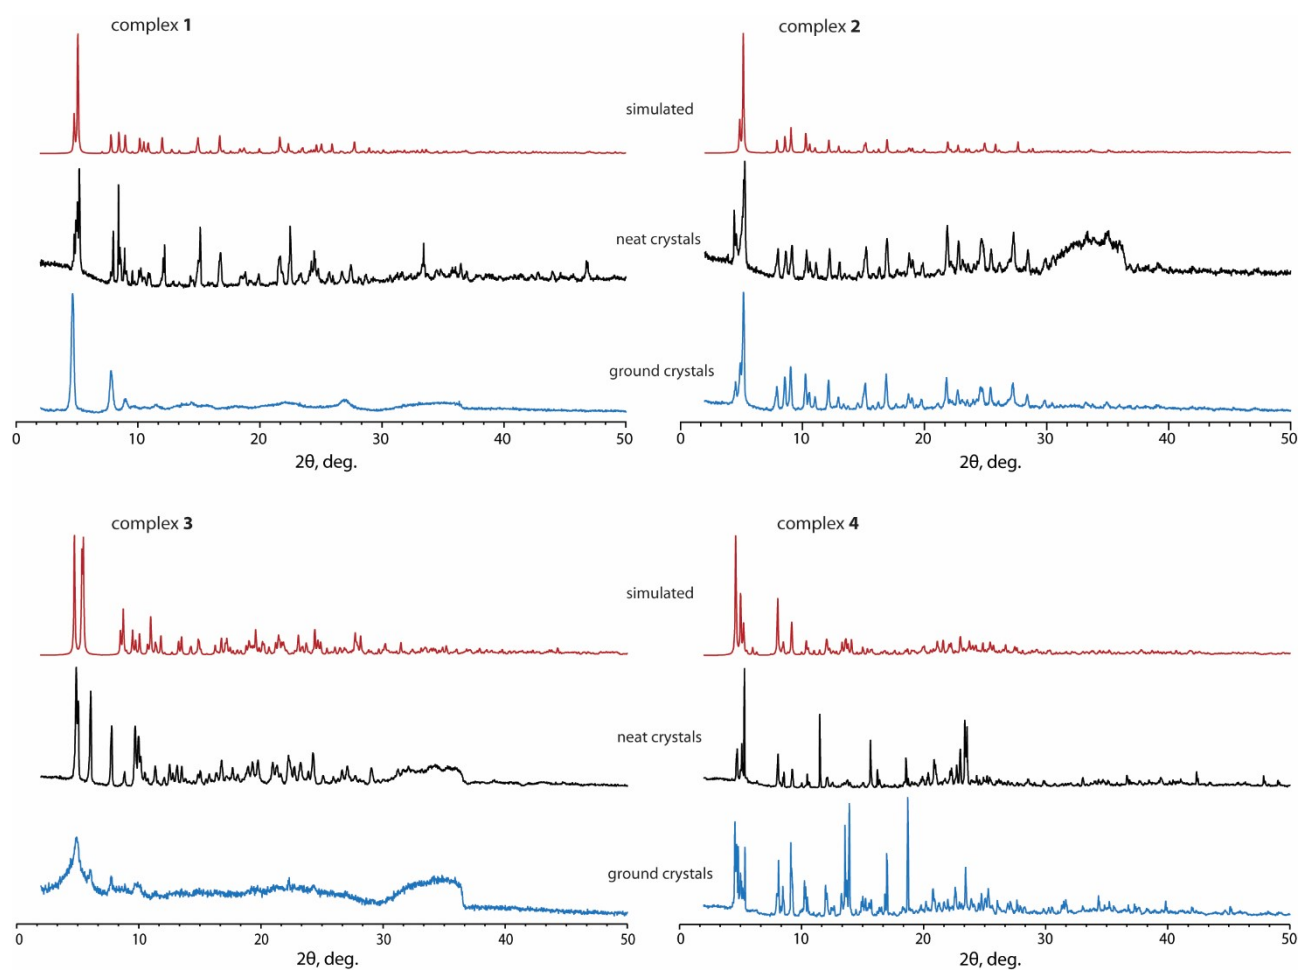 complex 1
complex 2
simulated
neat crystals
ground crystals
0 10 20 30 40 50
0 10 20 30 40 50
2θ, deg.
2θ, deg.
complex 3
complex 4
simulated
neat crystals
ground crystals
0 10 20 30 40 50
0 10 20 30 40 50
2θ, deg.
2θ, deg.